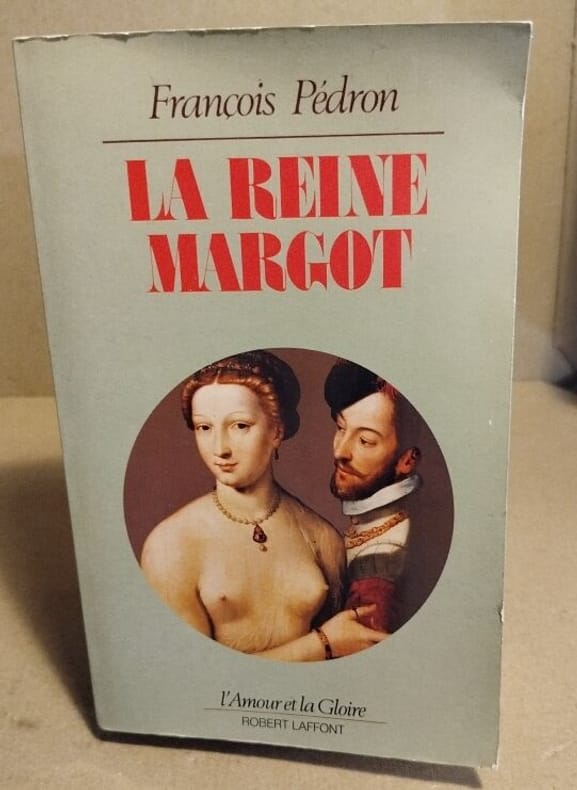 François Pédron
LA REINE
MARGOT
l'Amour et la Gloire
ROBERT LAFFONT